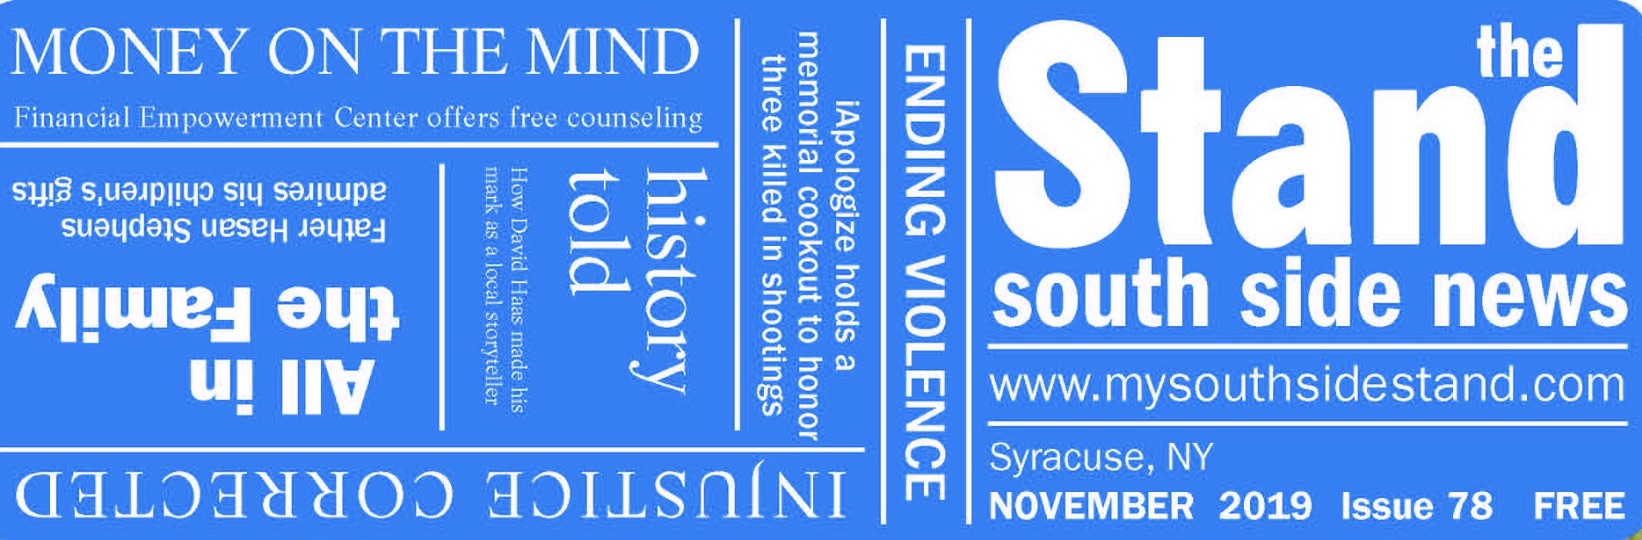 MONEY ON THE MIND
Financial Empowerment Center offers free counseling
All in
the Family
Father Hasan Stephens
admires his children's gifts
history
told
How David Haas made his
mark as a local storyteller
INJUSTICE CORRECTED
iApologize holds a
memorial cookout to honor
three killed in shootings
ENDING VIOLENCE
the
Stand
south side news
www.mysouthsidestand.com
Syracuse, NY
NOVEMBER 2019 Issue 78 FREE